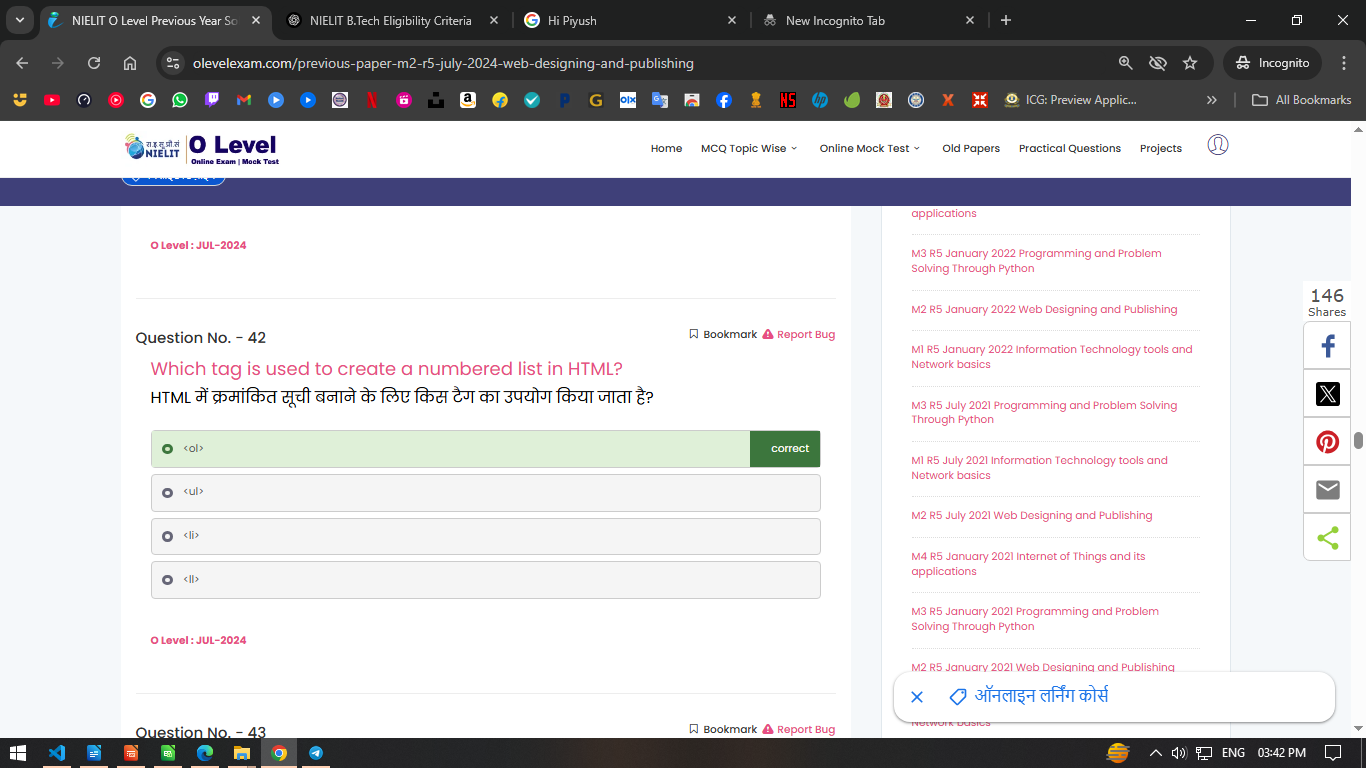 NIELIT O Level Previous Year So
NIELIT B.Tech Eligibility Criteria
Hi Piyush
New Incognito Tab
olevelexam.com/previous-paper-m2-r5-july-2024-web-designing-and-publishing
Incognito
ICG: Preview Applic...
All Bookmarks
रा.इ.सू.प्रौ.सं
NIELIT
O Level
Online Exam | Mock Test
Home
MCQ Topic Wise
Online Mock Test
Old Papers
Practical Questions
Projects
O Level : JUL-2024
Question No. - 42
Bookmark
Report Bug
Which tag is used to create a numbered list in HTML?
HTML में क्रमांकित सूची बनाने के लिए किस टैग का उपयोग किया जाता है?
<ol>
correct
<ul>
<li>
<ll>
O Level : JUL-2024
Question No. - 43
Bookmark
Report Bug
applications
M3 R5 January 2022 Programming and Problem
Solving Through Python
M2 R5 January 2022 Web Designing and Publishing
M1 R5 January 2022 Information Technology tools and
Network basics
M3 R5 July 2021 Programming and Problem Solving
Through Python
M1 R5 July 2021 Information Technology tools and
Network basics
M2 R5 July 2021 Web Designing and Publishing
M4 R5 January 2021 Internet of Things and its
applications
M3 R5 January 2021 Programming and Problem
Solving Through Python
M2 R5 January 2021 Web Designing and Publishing
Network basics
146
Shares
ऑनलाइन लर्निंग कोर्स
ENG
03:42 PM